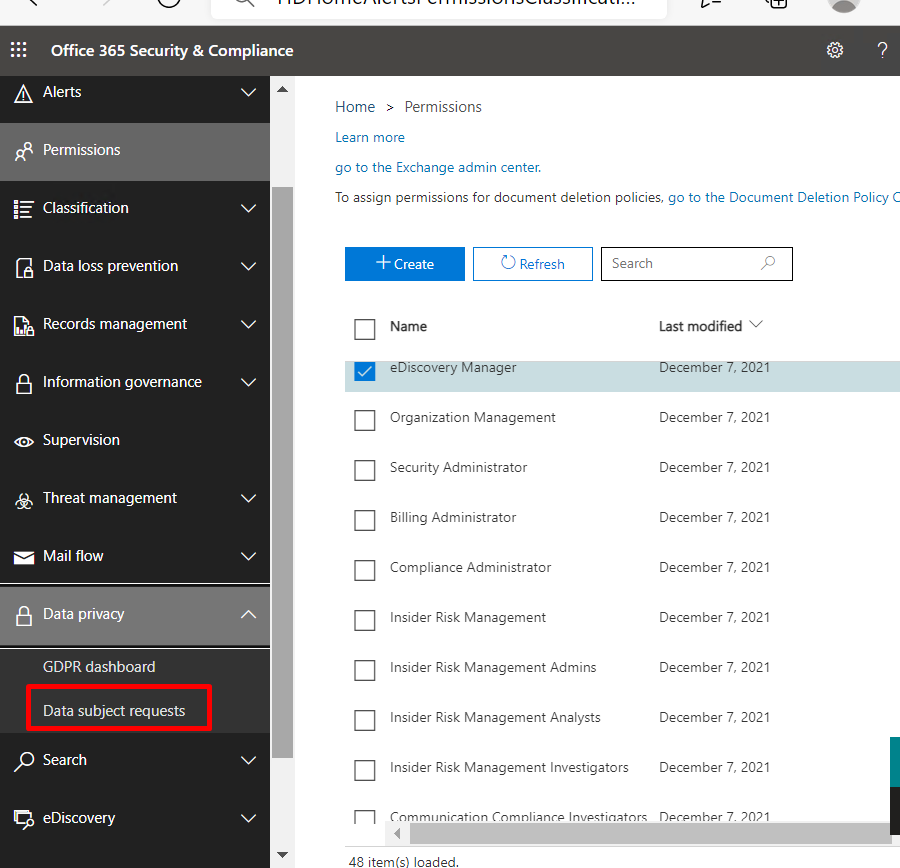 Office 365 Security & Compliance
?
Alerts
Permissions
Classification
Data loss prevention
Records management
Information governance
Supervision
Threat management
Mail flow
Data privacy
GDPR dashboard
Data subject requests
Search
eDiscovery
Home > Permissions
Learn more
go to the Exchange admin center.
To assign permissions for document deletion policies, go to the Document Deletion Policy C
Create
Refresh
Search
Name Last modified
eDiscovery Manager December 7, 2021
Organization Management December 7, 2021
Security Administrator December 7, 2021
Billing Administrator December 7, 2021
Compliance Administrator December 7, 2021
Insider Risk Management December 7, 2021
Insider Risk Management Admins December 7, 2021
Insider Risk Management Analysts December 7, 2021
Insider Risk Management Investigators December 7, 2021
Communication Compliance Investigators December 7, 2021
48 item(s) loaded.